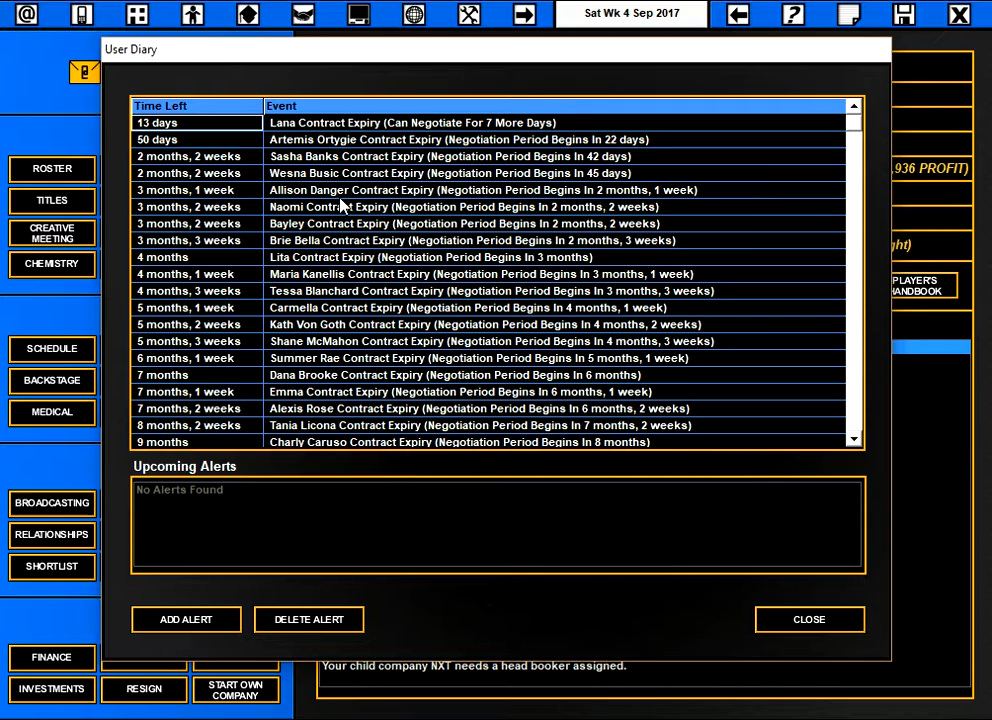 Sat Wk 4 Sep 2017
User Diary
Time Left Event
13 days Lana Contract Expiry (Can Negotiate For 7 More Days)
50 days Artemis Ortygie Contract Expiry (Negotiation Period Begins In 22 days)
2 months, 2 weeks Sasha Banks Contract Expiry (Negotiation Period Begins In 42 days)
2 months, 2 weeks Wesna Busic Contract Expiry (Negotiation Period Begins In 45 days)
3 months, 1 week Allison Danger Contract Expiry (Negotiation Period Begins In 2 months, 1 week)
3 months, 2 weeks Naomi Contract Expiry (Negotiation Period Begins In 2 months, 2 weeks)
3 months, 2 weeks Bayley Contract Expiry (Negotiation Period Begins In 2 months, 2 weeks)
3 months, 3 weeks Brie Bella Contract Expiry (Negotiation Period Begins In 2 months, 3 weeks)
4 months Lita Contract Expiry (Negotiation Period Begins In 3 months)
4 months, 1 week Maria Kanellis Contract Expiry (Negotiation Period Begins In 3 months, 1 week)
4 months, 3 weeks Tessa Blanchard Contract Expiry (Negotiation Period Begins In 3 months, 3 weeks)
5 months, 1 week Carmella Contract Expiry (Negotiation Period Begins In 4 months, 1 week)
5 months, 2 weeks Kath Von Goth Contract Expiry (Negotiation Period Begins In 4 months, 2 weeks)
5 months, 3 weeks Shane McMahon Contract Expiry (Negotiation Period Begins In 4 months, 3 weeks)
6 months, 1 week Summer Rae Contract Expiry (Negotiation Period Begins In 5 months, 1 week)
7 months Dana Brooke Contract Expiry (Negotiation Period Begins In 6 months)
7 months, 1 week Emma Contract Expiry (Negotiation Period Begins In 6 months, 1 week)
7 months, 2 weeks Alexis Rose Contract Expiry (Negotiation Period Begins In 6 months, 2 weeks)
8 months, 2 weeks Tania Licona Contract Expiry (Negotiation Period Begins In 7 months, 2 weeks)
9 months Charly Caruso Contract Expiry (Negotiation Period Begins In 8 months)
Upcoming Alerts
No Alerts Found
ADD ALERT DELETE ALERT CLOSE
ROSTER
TITLES
CREATIVE
MEETING
CHEMISTRY
SCHEDULE
BACKSTAGE
MEDICAL
BROADCASTING
RELATIONSHIPS
SHORTLIST
FINANCE
INVESTMENTS RESIGN START OWN
COMPANY
,936 PROFIT)
ght)
PLAYER'S
HANDBOOK
Your child company NXT needs a head booker assigned.